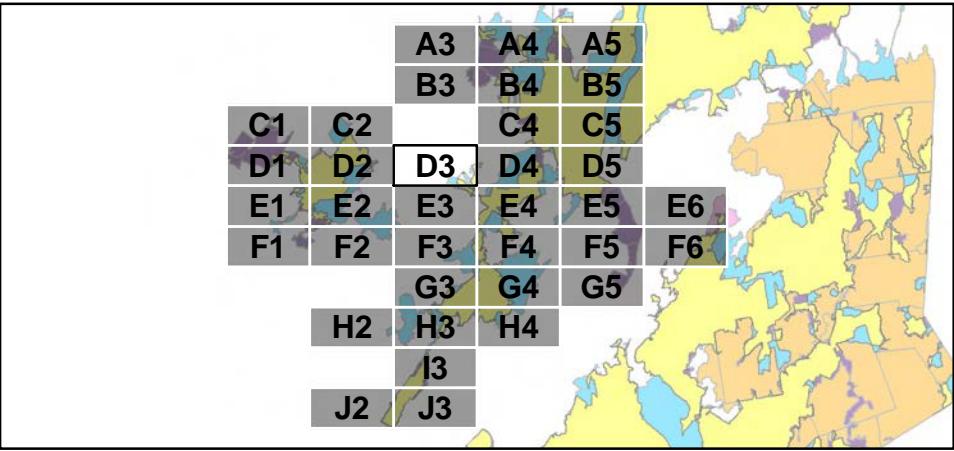 A3 A4 A5
B3 B4 B5
C1 C2 C4 C5
D1 D2 D3 D4 D5
E1 E2 E3 E4 E5 E6
F1 F2 F3 F4 F5 F6
G3 G4 G5
H2 H3 H4
I3
J2 J3